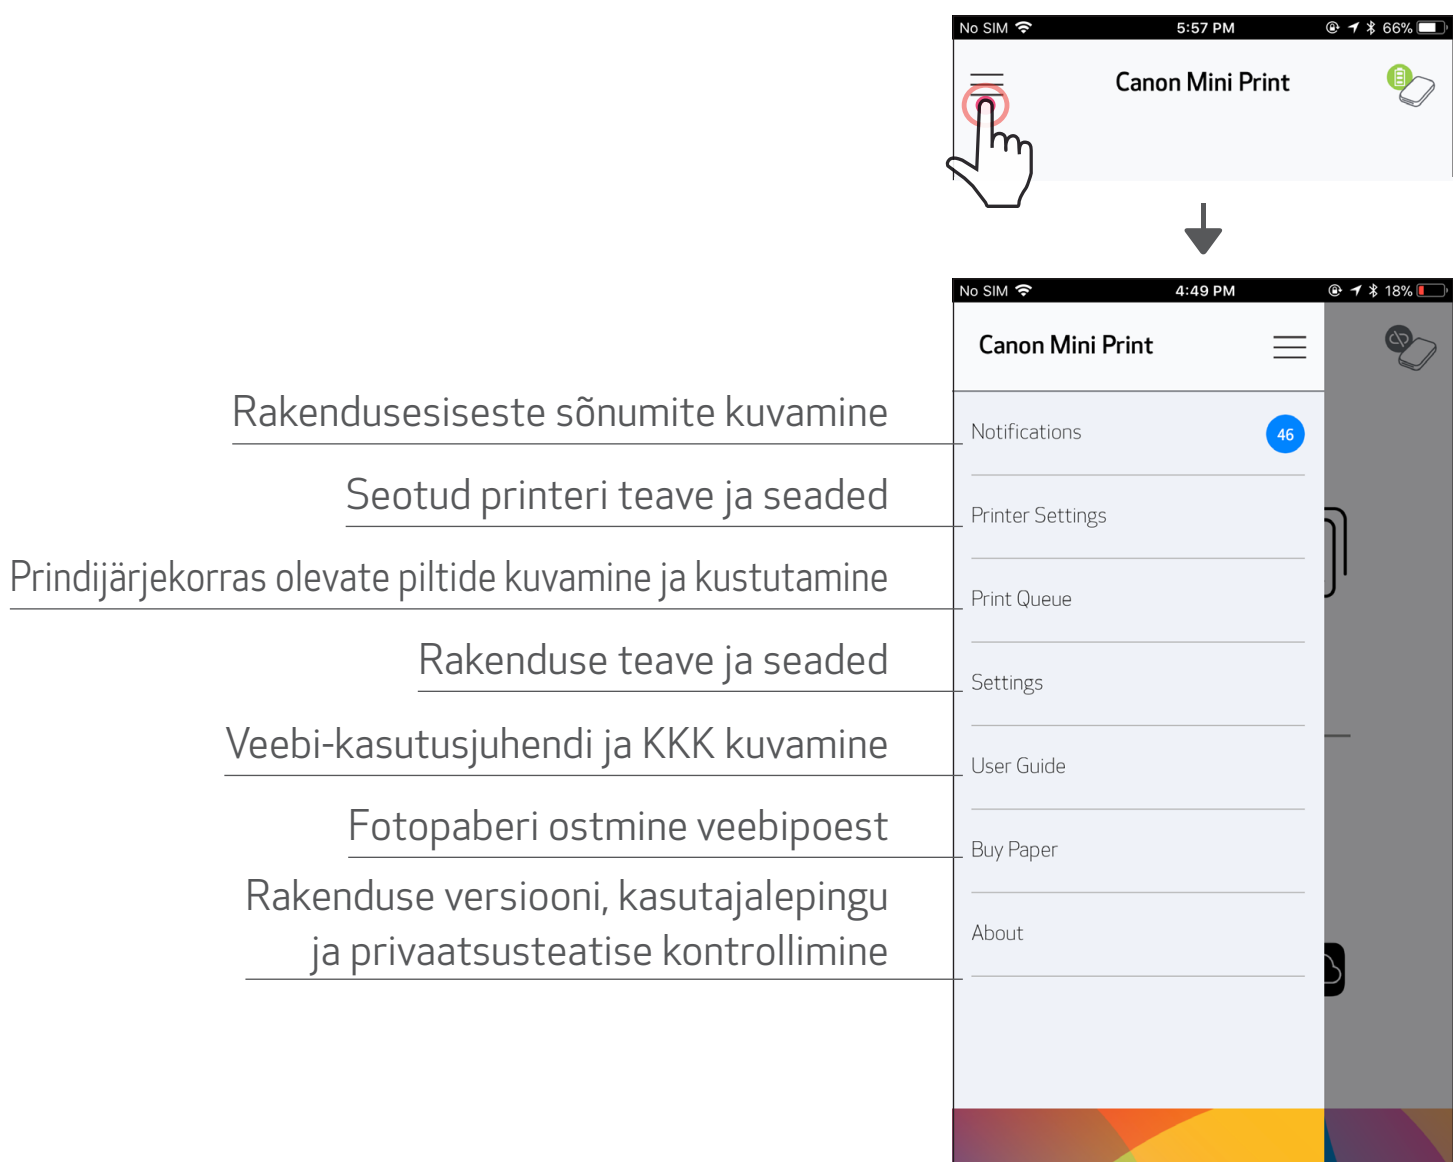 No SIM 5:57 PM 66%
Canon Mini Print
No SIM 4:49 PM 18%
Canon Mini Print
Rakendusesiseste sõnumite kuvamine
Notifications 46
Seotud printeri teave ja seaded
Printer Settings
Prindijärjekorras olevate piltide kuvamine ja kustutamine
Print Queue
Rakenduse teave ja seaded
Settings
Veebi-kasutusjuhendi ja KKK kuvamine
User Guide
Fotopaberi ostmine veebipoest
Buy Paper
Rakenduse versiooni, kasutajalepingu
ja privaatsusteatise kontrollimine
About